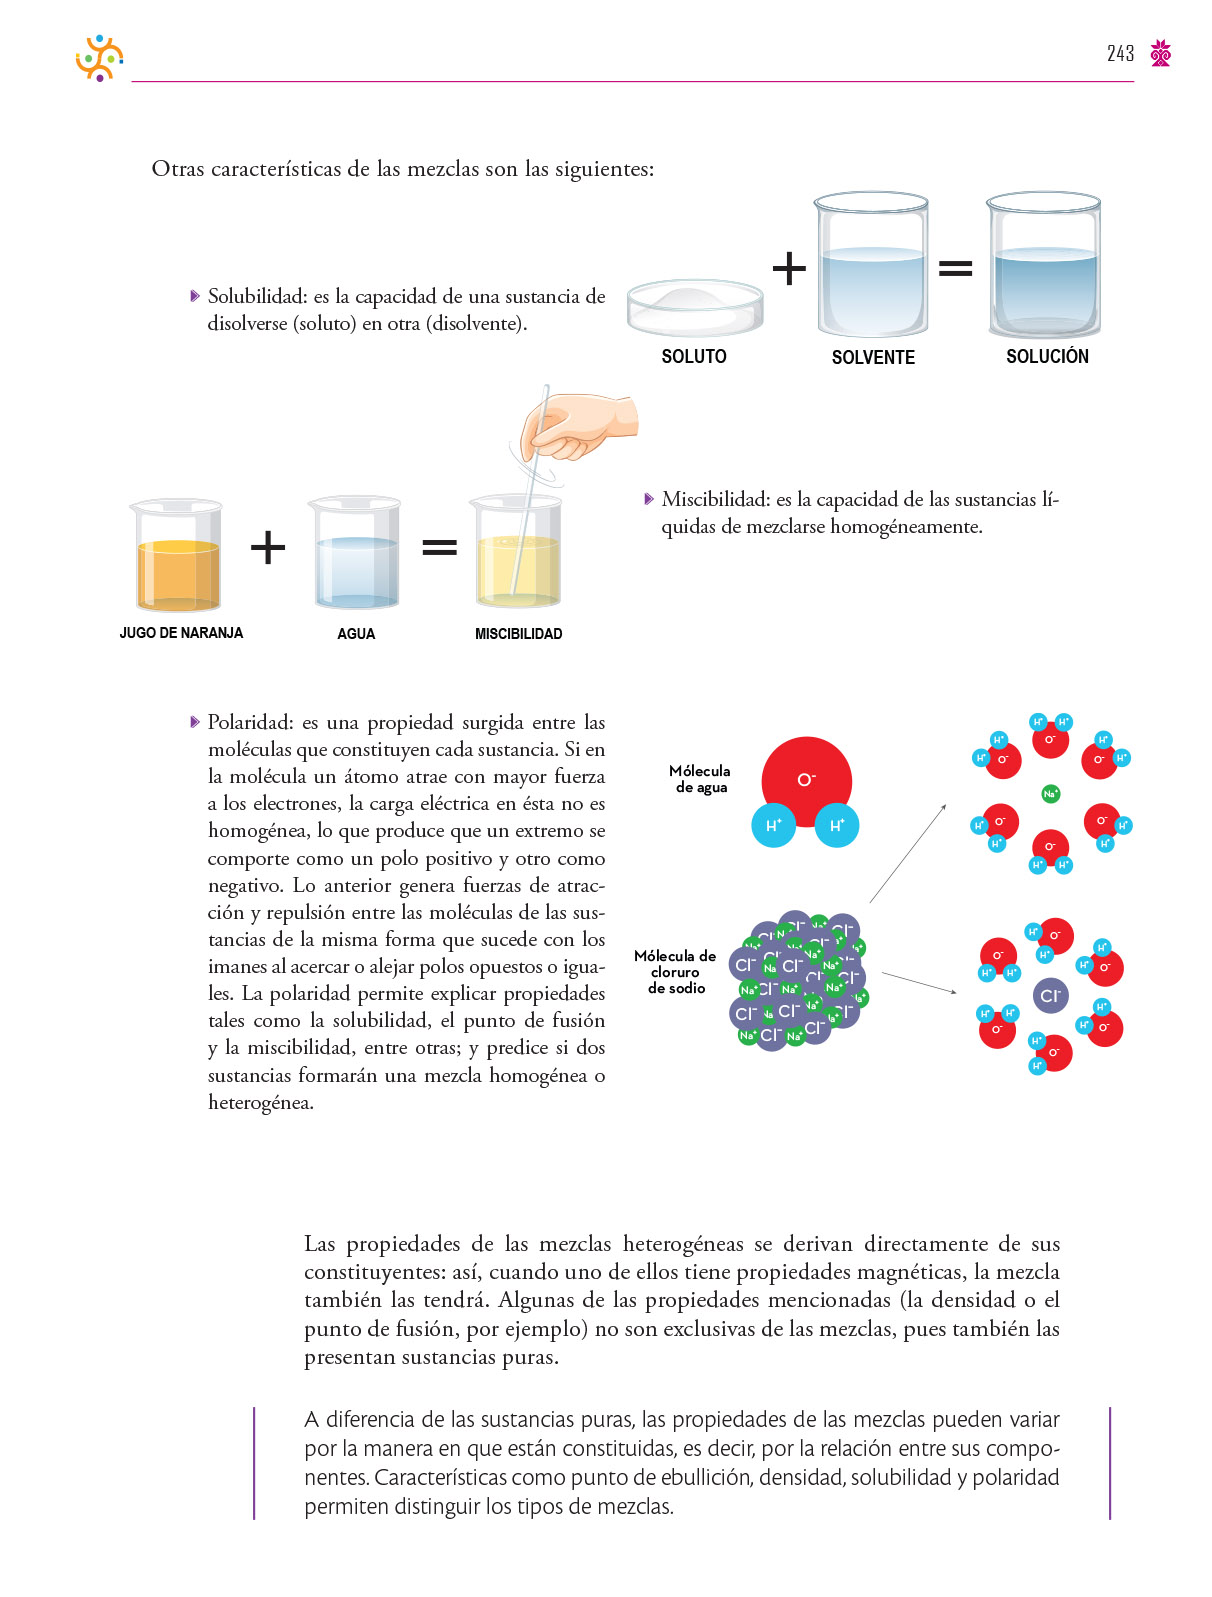 243
Otras características de las mezclas son las siguientes:
Solubilidad: es la capacidad de una sustancia de
disolverse (soluto) en otra (disolvente).
+
=
SOLUTO
SOLVENTE
SOLUCIÓN
+
=
JUGO DE NARANJA
AGUA
MISCIBILIDAD
Miscibilidad: es la capacidad de las sustancias lí-
quidas de mezclarse homogéneamente.
Polaridad: es una propiedad surgida entre las
moléculas que constituyen cada sustancia. Si en
la molécula un átomo atrae con mayor fuerza
a los electrones, la carga eléctrica en ésta no es
homogénea, lo que produce que un extremo se
comporte como un polo positivo y otro como
negativo. Lo anterior genera fuerzas de atrac-
ción y repulsión entre las moléculas de las sus-
tancias de la misma forma que sucede con los
imanes al acercar o alejar polos opuestos o igua-
les. La polaridad permite explicar propiedades
tales como la solubilidad, el punto de fusión
y la miscibilidad, entre otras; y predice si dos
sustancias formarán una mezcla homogénea o
heterogénea.
Mólecula
de agua
O-
H+ H+
Mólecula de
cloruro
de sodio
Na+
Cl-
Las propiedades de las mezclas heterogéneas se derivan directamente de sus
constituyentes: así, cuando uno de ellos tiene propiedades magnéticas, la mezcla
también las tendrá. Algunas de las propiedades mencionadas (la densidad o el
punto de fusión, por ejemplo) no son exclusivas de las mezclas, pues también las
presentan sustancias puras.
A diferencia de las sustancias puras, las propiedades de las mezclas pueden variar
por la manera en que están constituidas, es decir, por la relación entre sus compo-
nentes. Características como punto de ebullición, densidad, solubilidad y polaridad
permiten distinguir los tipos de mezclas.